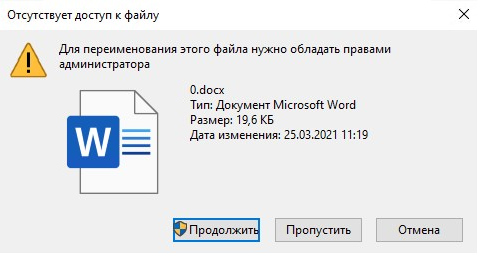 Отсутствует доступ к файлу
Для переименования этого файла нужно обладать правами
администратора
0.docx
Тип: Документ Microsoft Word
Размер: 19,6 КБ
Дата изменения: 25.03.2021 11:19
W
Продолжить
Пропустить
Отмена